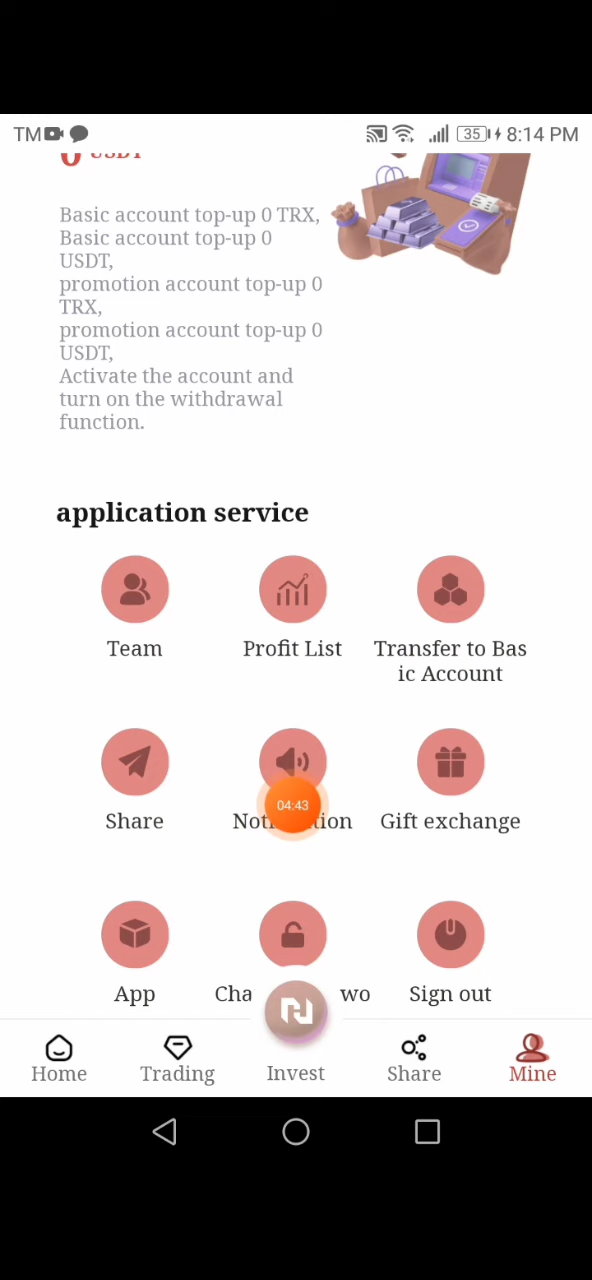 TM 35 8:14 PM
0 USDT
Basic account top-up 0 TRX,
Basic account top-up 0
USDT,
promotion account top-up 0
TRX,
promotion account top-up 0
USDT,
Activate the account and
turn on the withdrawal
function.
application service
Team
Profit List
Transfer to Bas
ic Account
Share
04:43
Gift exchange
App
Sign out
Home
Trading
Invest
Share
Mine